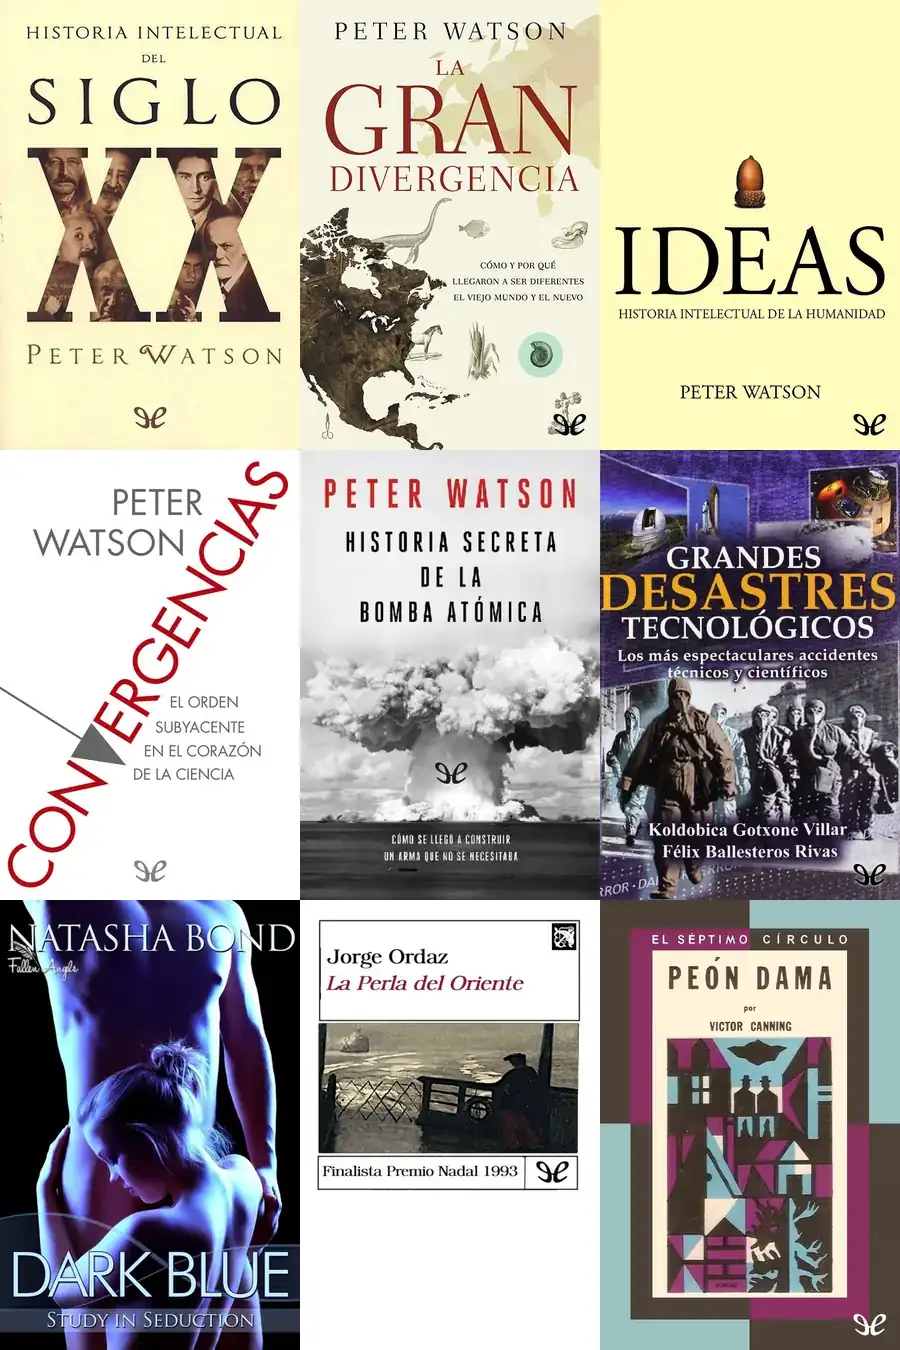 HISTORIA INTELECTUAL
DEL
SIGLO
XX
PETER WATSON
PETER WATSON
LA
GRAN
DIVERGENCIA
CÓMO Y POR QUÉ
LLEGARON A SER DIFERENTES
EL VIEJO MUNDO Y EL NUEVO
IDEAS
HISTORIA INTELECTUAL DE LA HUMANIDAD
PETER WATSON
PETER
WATSON
CONVERGENCIAS
EL ORDEN
SUBYACENTE
EN EL CORAZÓN
DE LA CIENCIA
PETER WATSON
HISTORIA SECRETA
DE LA
BOMBA ATÓMICA
CÓMO SE LLEGÓ A CONSTRUIR
UN ARMA QUE NO SE NECESITABA
GRANDES
DESASTRES
TECNOLÓGICOS
Los más espectaculares accidentes
técnicos y científicos
Koldobica Gotxone Villar
Félix Ballesteros Rivas
NATASHA BOND
Fallen Angls
DARK BLUE
STUDY IN SEDUCTION
Jorge Ordaz
La Perla del Oriente
Finalista Premio Nadal 1993
EL SÉPTIMO CÍRCULO
PEÓN DAMA
por
VICTOR CANNING